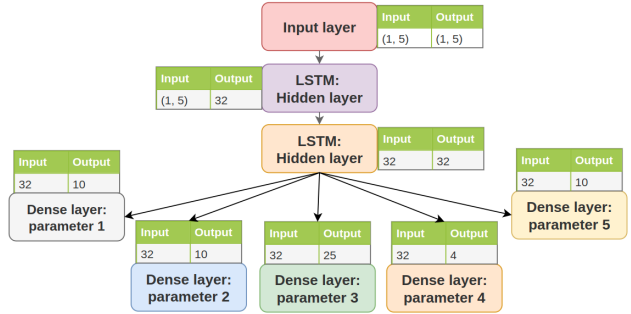 Input layer
Input Output
(1, 5) (1, 5)
LSTM:
Hidden layer
Input Output
(1, 5) 32
LSTM:
Hidden layer
Input Output
32 32
Input Output
32 10
Dense layer:
parameter 1
Input Output
32 10
Dense layer:
parameter 2
Input Output
32 25
Dense layer:
parameter 3
Input Output
32 4
Dense layer:
parameter 4
Input Output
32 10
Dense layer:
parameter 5